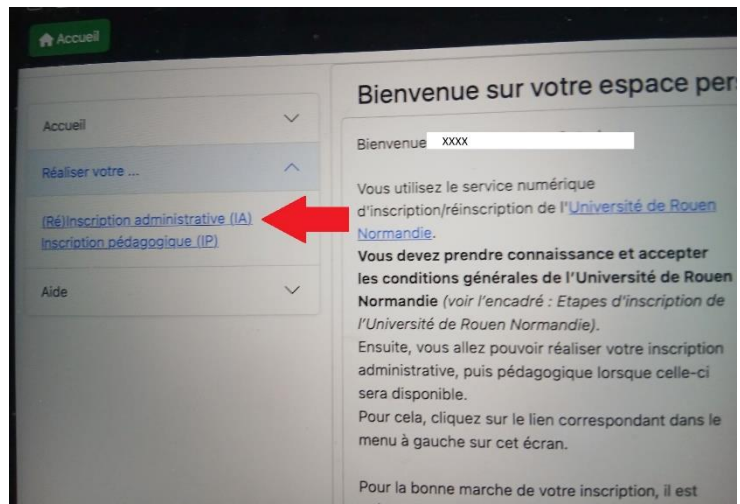 Accueil
Accueil
Réaliser votre ...
(Ré)Inscription administrative (IA)
Inscription pédagogique (IP)
Aide
Bienvenue sur votre espace per
Bienvenue XXXX
Vous utilisez le service numérique
d'inscription/réinscription de l'Université de Rouen
Normandie.
Vous devez prendre connaissance et accepter
les conditions générales de l'Université de Rouen
Normandie (voir l'encadré : Etapes d'inscription de
l'Université de Rouen Normandie).
Ensuite, vous allez pouvoir réaliser votre inscription
administrative, puis pédagogique lorsque celle-ci
sera disponible.
Pour cela, cliquez sur le lien correspondant dans le
menu à gauche sur cet écran.
Pour la bonne marche de votre inscription, il est